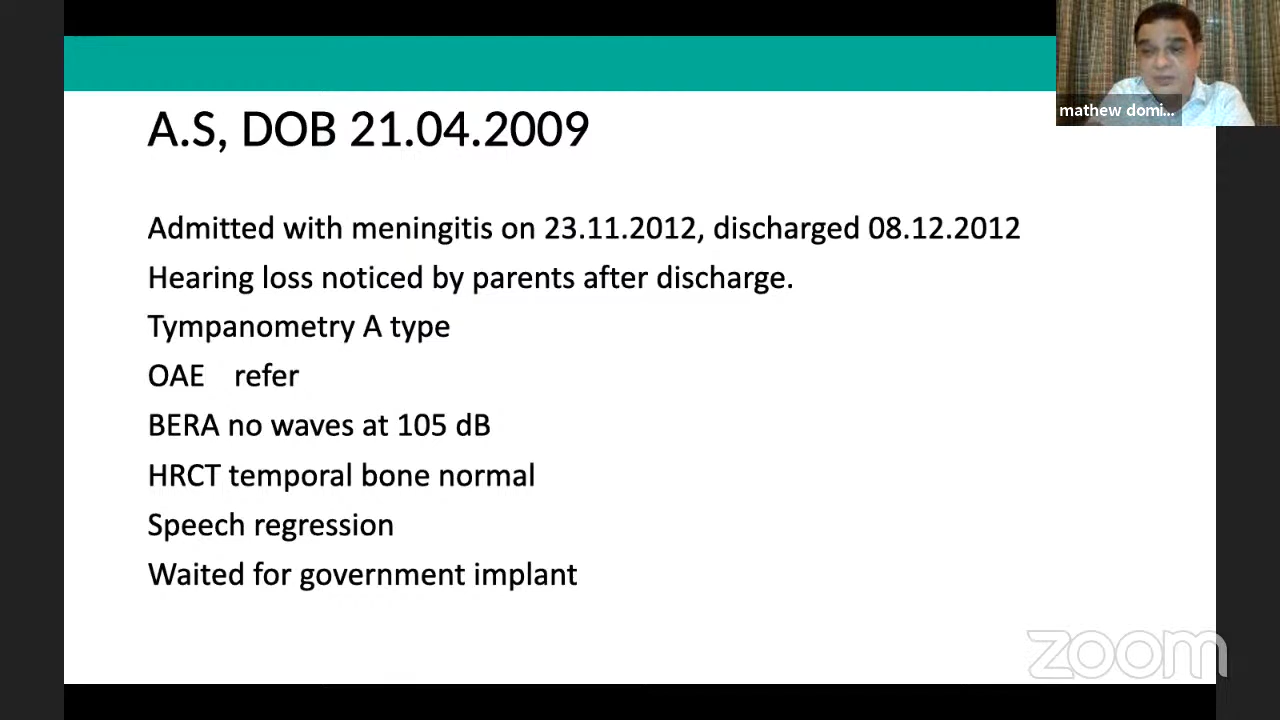 mathew domi...
A.S, DOB 21.04.2009
Admitted with meningitis on 23.11.2012, discharged 08.12.2012
Hearing loss noticed by parents after discharge.
Tympanometry A type
OAE refer
BERA no waves at 105 dB
HRCT temporal bone normal
Speech regression
Waited for government implant
zoom